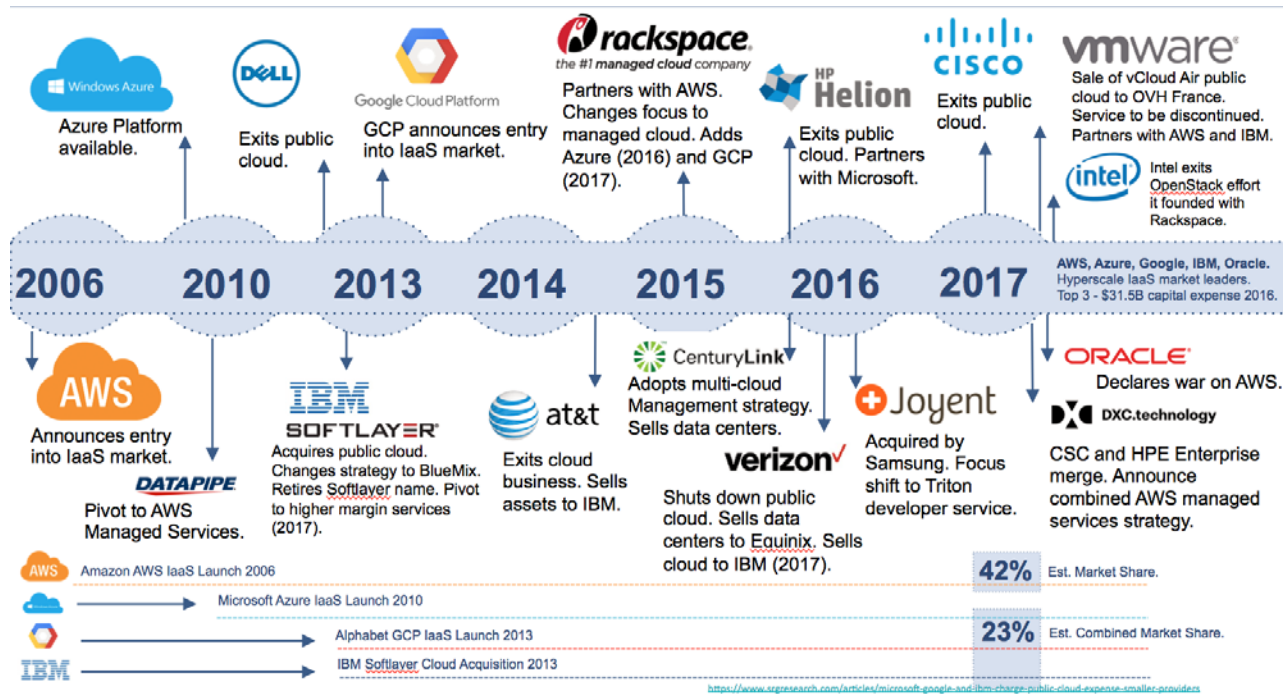 Windows Azure
Azure Platform
available.
DELL
Exits public
cloud.
Google Cloud Platform
GCP announces entry
into IaaS market.
rackspace.
the #1 managed cloud company
Partners with AWS.
Changes focus to
managed cloud. Adds
Azure (2016) and GCP
(2017).
HP
Helion
Exits public
cloud. Partners
with Microsoft.
CISCO
Exits public
cloud.
vmware®
Sale of vCloud Air public
cloud to OVH France.
Service to be discontinued.
Partners with AWS and IBM.
intel
Intel exits
OpenStack effort
it founded with
Rackspace.
2006
2010
2013
2014
2015
2016
2017
AWS, Azure, Google, IBM, Oracle.
Hyperscale IaaS market leaders.
Top 3 - $31.5B capital expense 2016.
AWS
Announces entry
into IaaS market.
DATAPIPE
Pivot to AWS
Managed Services.
IBM
SOFTLAYER®
Acquires public cloud.
Changes strategy to BlueMix.
Retires Softlayer name. Pivot
to higher margin services
(2017).
at&t
Exits cloud
business. Sells
assets to IBM.
CenturyLink
Adopts multi-cloud
Management strategy.
Sells data centers.
verizon
Shuts down public
cloud. Sells data
centers to Equinix. Sells
cloud to IBM (2017).
Joyent
Acquired by
Samsung. Focus
shift to Triton
developer service.
ORACLE
Declares war on AWS.
DXC.technology
CSC and HPE Enterprise
merge. Announce
combined AWS managed
services strategy.
AWS
Amazon AWS IaaS Launch 2006
42%
Est. Market Share.
Microsoft Azure IaaS Launch 2010
Alphabet GCP IaaS Launch 2013
23%
Est. Combined Market Share.
IBM
IBM Softlayer Cloud Acquisition 2013
https://www.srgresearch.com/articles/microsoft-google-and-ibm-charge-public-cloud-expense-smaller-providers